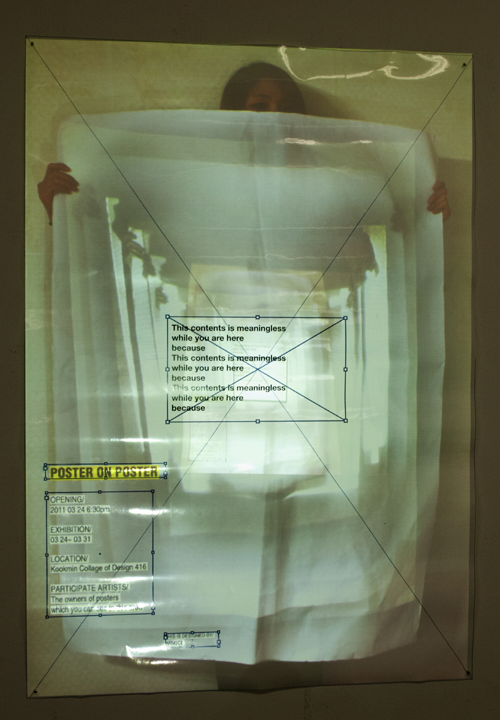 This contents is meaningless
while you are here
because
This contents is meaningless
while you are here
because
This contents is meaningless
while you are here
because
POSTER ON POSTER
OPENING/
2011 03 24 6:30pm
EXHIBITION/
03 24– 03 31
LOCATION/
Kookmin Collage of Design 416
PARTICIPATE ARTISTS/
The owners of posters
which you can